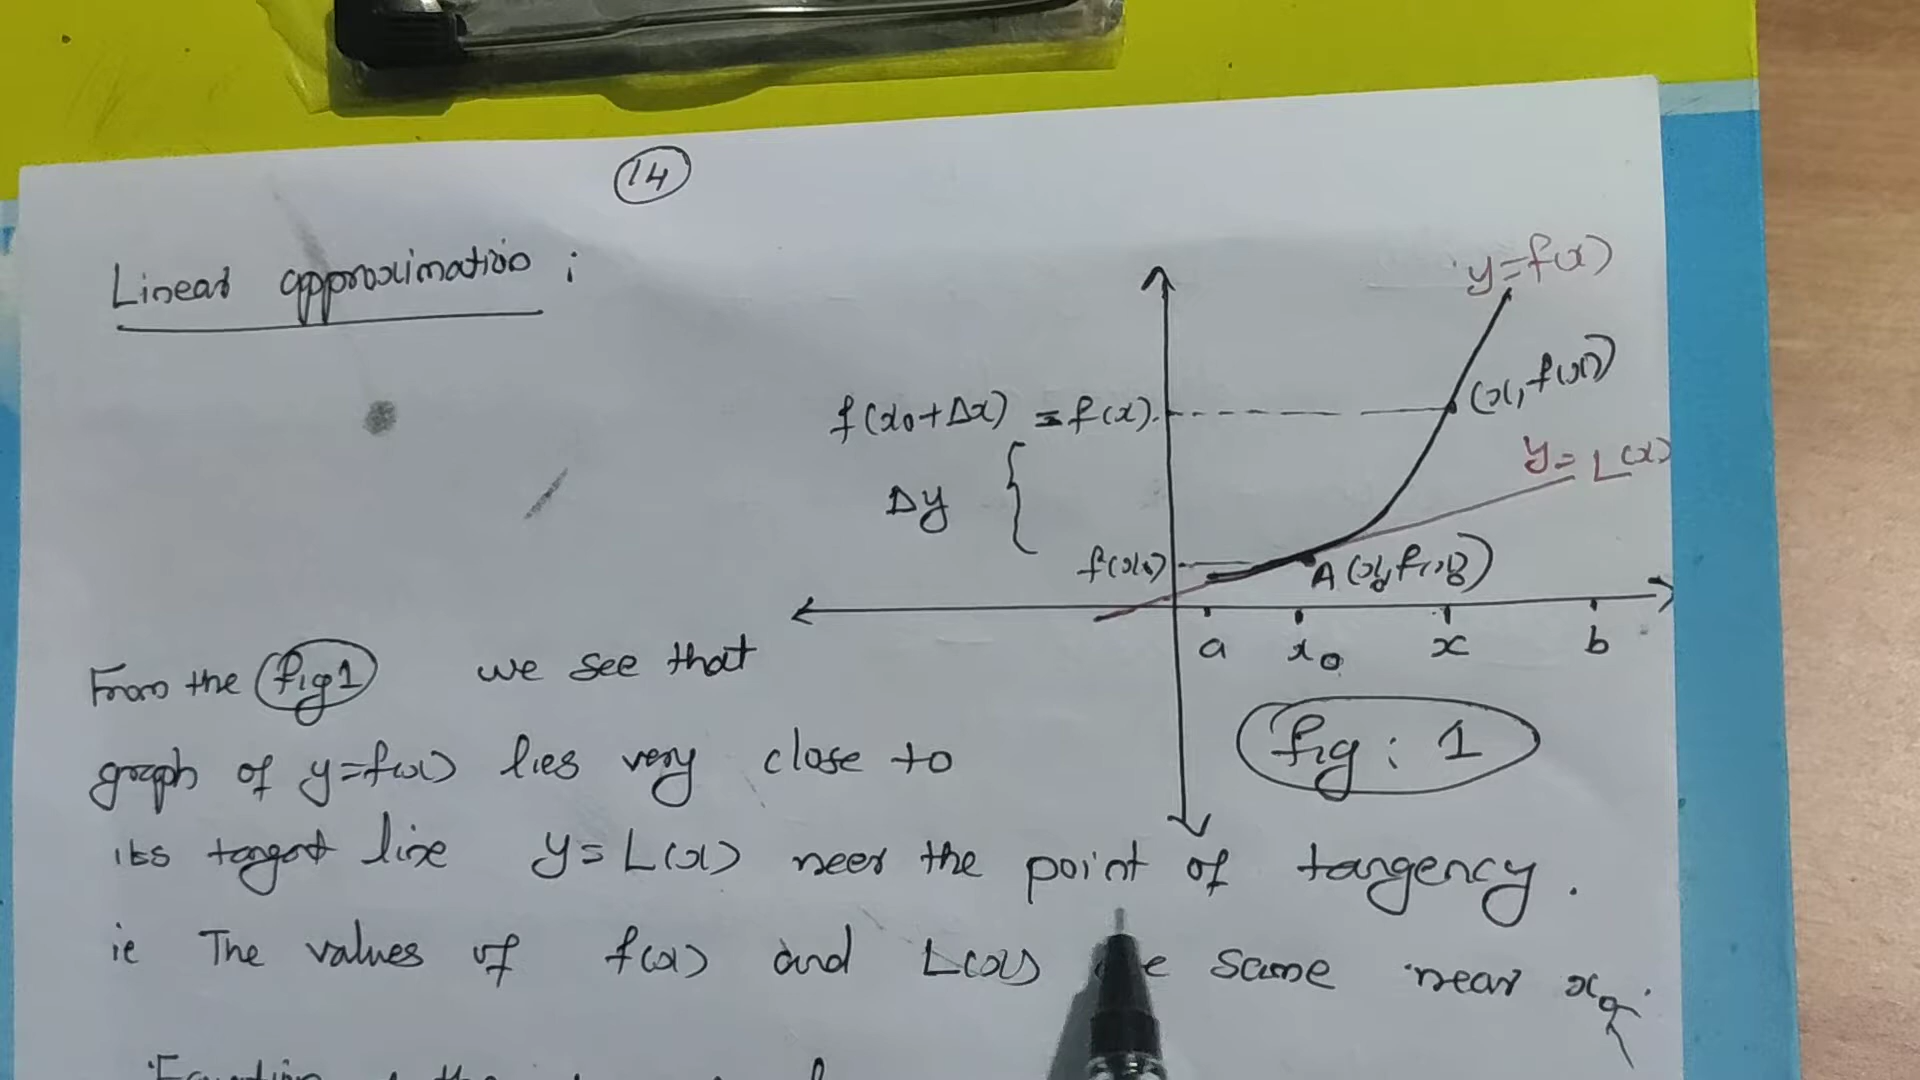 14
Linear approximation :
y=f(x)
(x, f(x))
f(x0+Δx) = f(x)
y= L(x)
Δy
f(x0)
A (x0, f(x0))
a x0 x b
From the fig1 we see that
fig : 1
graph of y=f(x) lies very close to
its tangent line y= L(x) near the point of tangency.
ie The values of f(x) and L(x) same near x0.